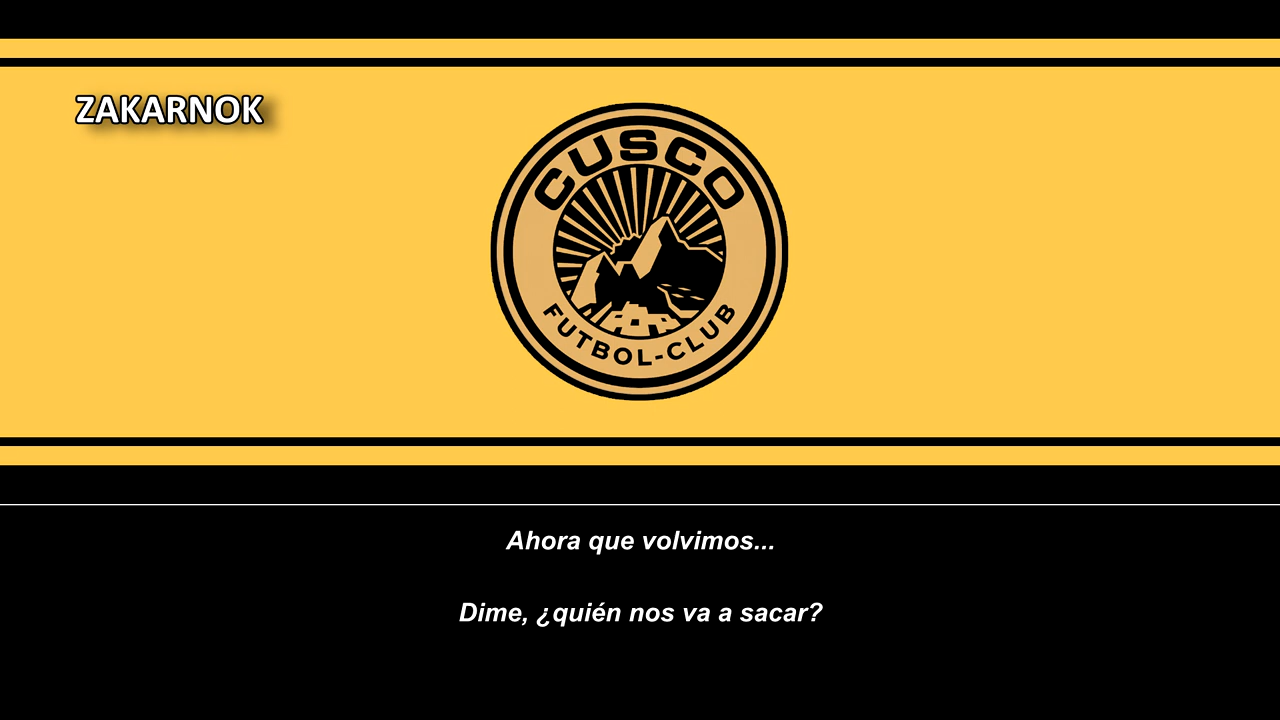 ZAKARNOK
CUSCO
FUTBOL-CLUB
Ahora que volvimos...
Dime, ¿quién nos va a sacar?